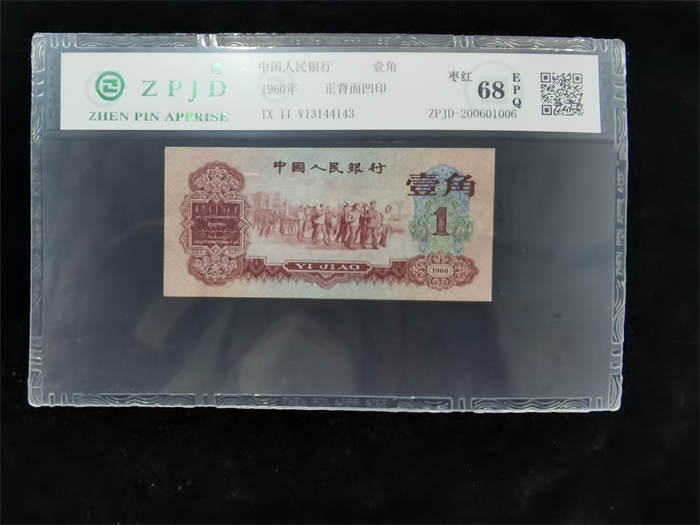 ZPJD
ZHEN PIN APPRISE
中国人民银行 壹角 枣红
1960年 正背面凹印
IX II VI3144143 ZPJD-200601006
68 EPQ
中國人民銀行
壹角
1
YI JIAO
1960